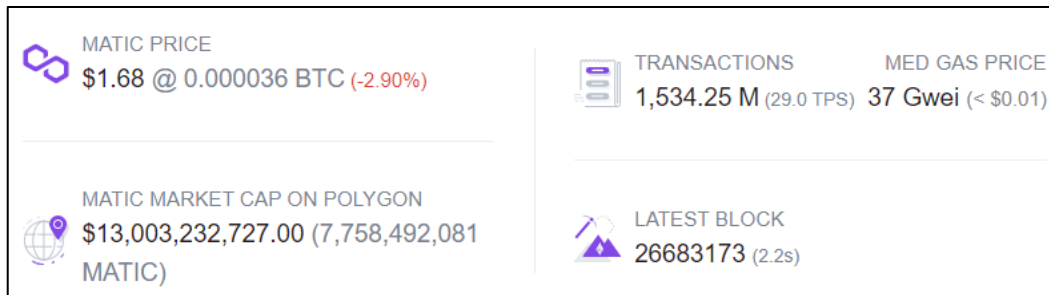 MATIC PRICE
$1.68 @ 0.000036 BTC (-2.90%)
MATIC MARKET CAP ON POLYGON
$13,003,232,727.00 (7,758,492,081
MATIC)
TRANSACTIONS MED GAS PRICE
1,534.25 M (29.0 TPS) 37 Gwei (< $0.01)
LATEST BLOCK
26683173 (2.2s)